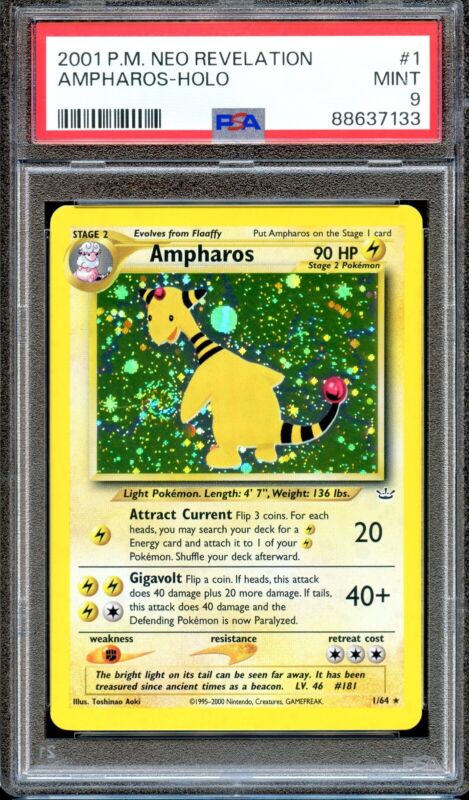 2001 P.M. NEO REVELATION #1
AMPHAROS-HOLO MINT
9
PSA 88637133
STAGE 2 Evolves from Flaaffy Put Ampharos on the Stage 1 card
Ampharos 90 HP
Stage 2 Pokémon
Light Pokémon. Length: 4' 7", Weight: 136 lbs.
Attract Current Flip 3 coins. For each
heads, you may search your deck for a
Energy card and attach it to 1 of your
Pokémon. Shuffle your deck afterward.
20
Gigavolt Flip a coin. If heads, this attack
does 40 damage plus 20 more damage. If tails,
this attack does 40 damage and the
Defending Pokémon is now Paralyzed.
40+
weakness resistance retreat cost
The bright light on its tail can be seen far away. It has been
treasured since ancient times as a beacon. LV. 46 #181
Illus. Toshinao Aoki ©1995-2000 Nintendo, Creatures, GAMEFREAK. 1/64 ★